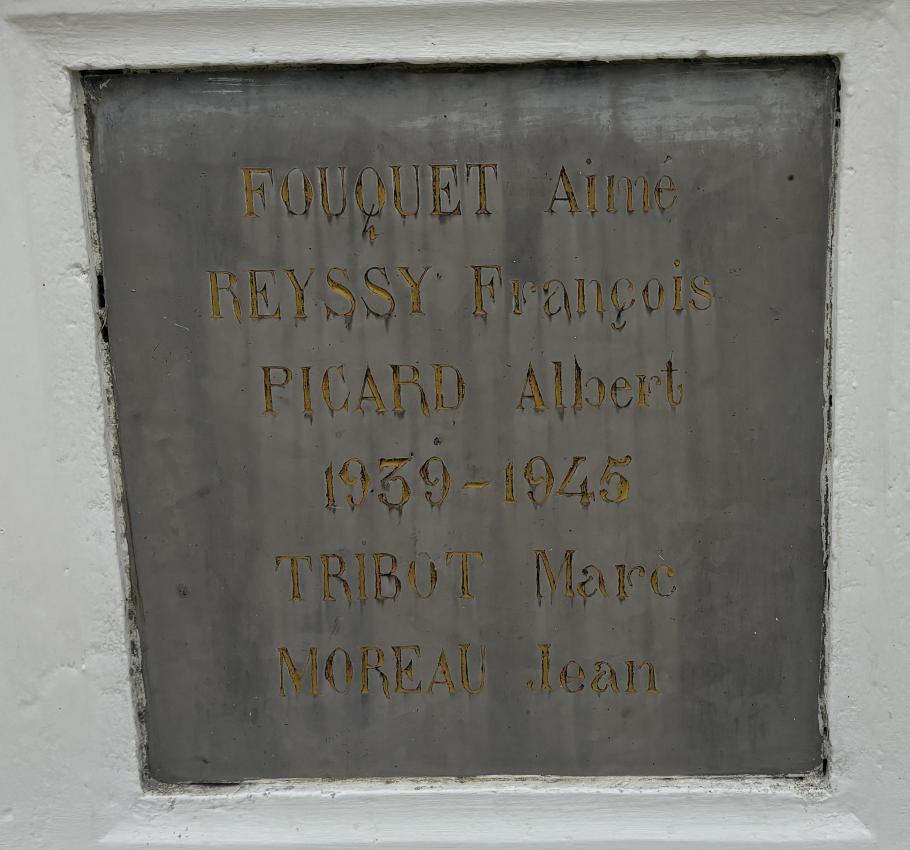 FOUQUET Aimé
REYSSY François
PICARD Albert
1939-1945
TRIBOT Marc
MOREAU Jean